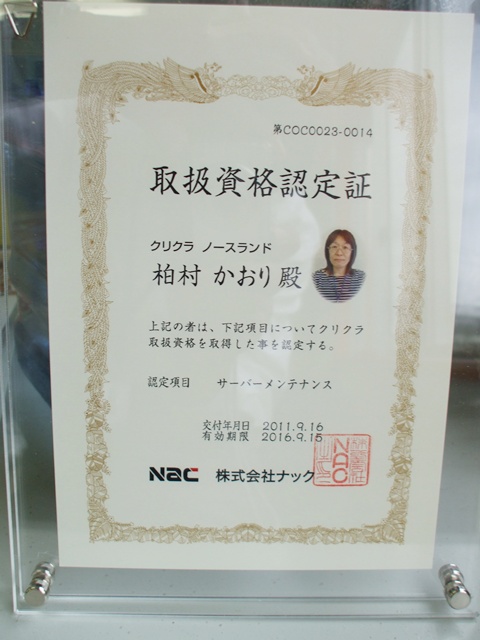 第COC0023-0014
取扱資格認定証
クリクラ ノースランド
柏村 かおり 殿
上記の者は、下記項目についてクリクラ
取扱資格を取得した事を認定する。
認定項目 サーバーメンテナンス
交付年月日 2011.9.16
有効期限 2016.9.15
NAC 株式会社ナック
NAC